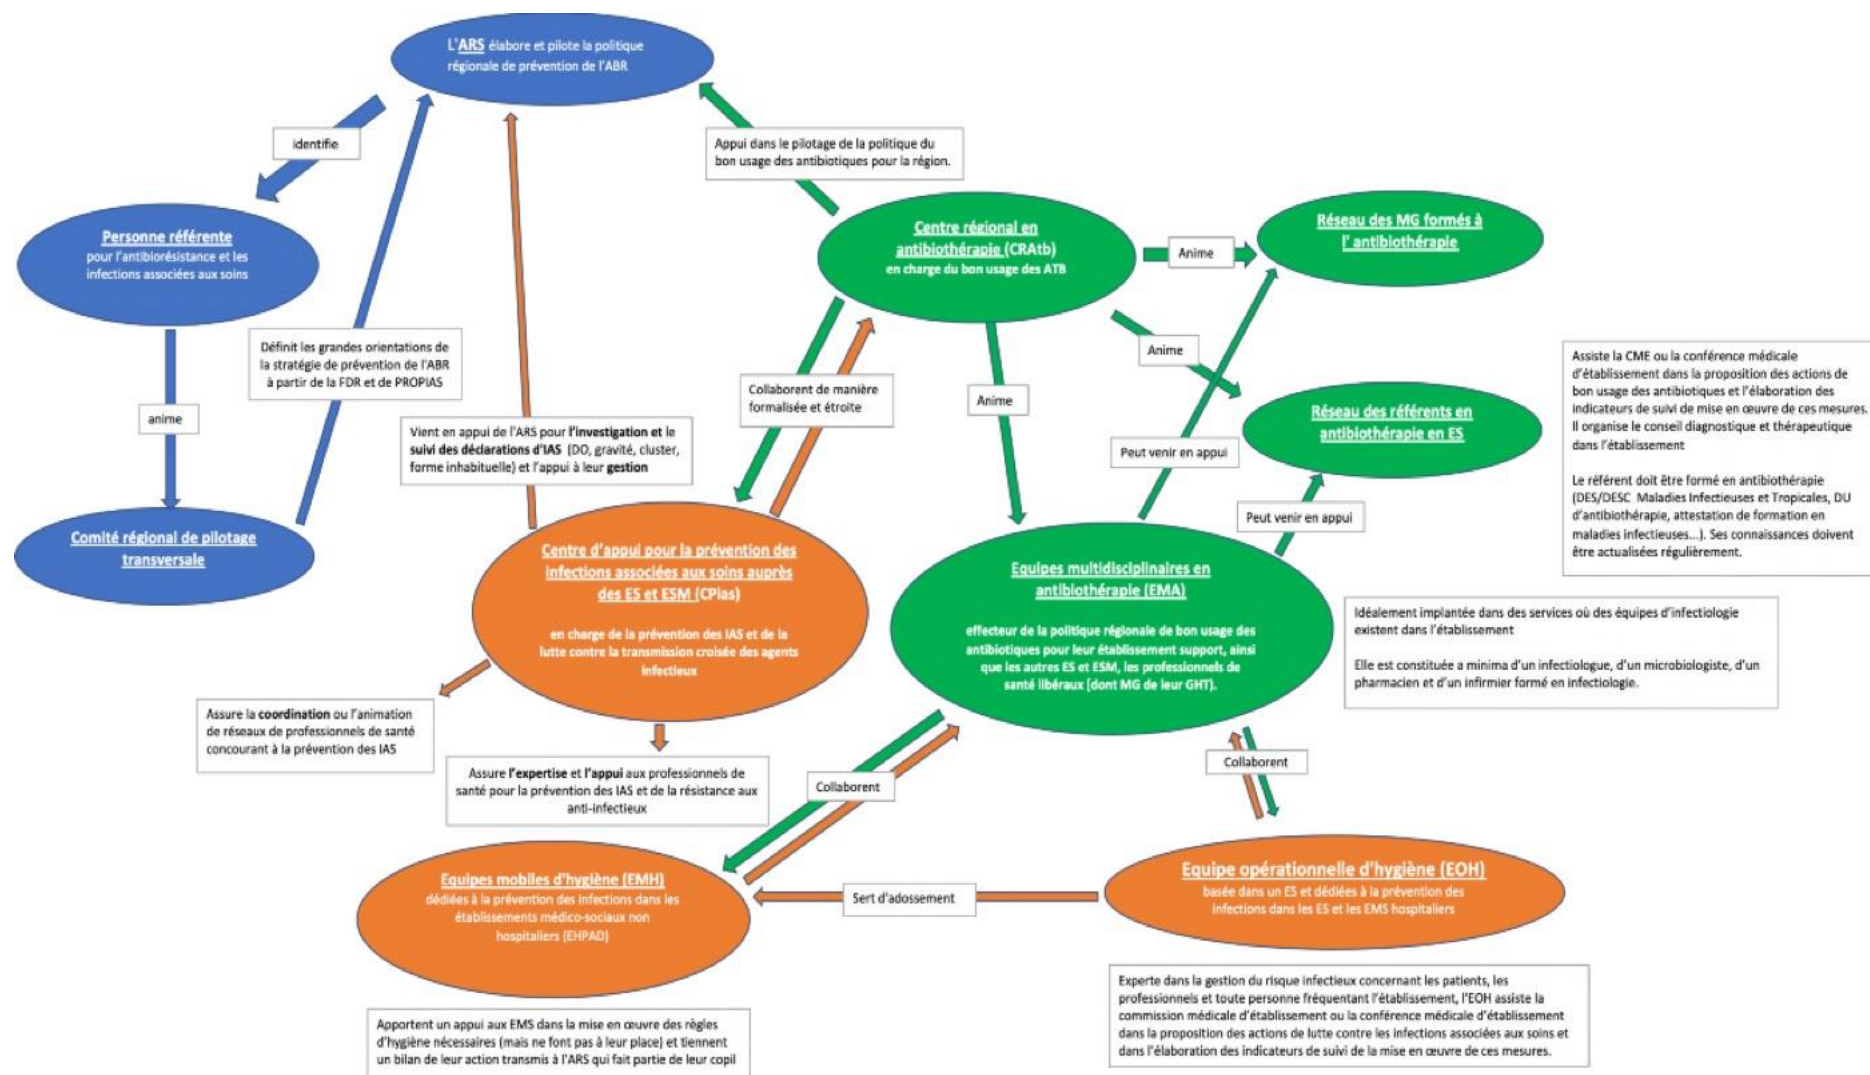 L'ARS élabore et pilote la politique
régionale de prévention de l'ABR
identifie
Appui dans le pilotage de la politique du
bon usage des antibiotiques pour la région.
Personne référente
pour l'antibiorésistance et les
infections associées aux soins
Centre régional en
antibiothérapie (CRAtb)
en charge du bon usage des ATB
Anime
Réseau des MG formés à
l' antibiothérapie
Définit les grandes orientations de
la stratégie de prévention de l'ABR
à partir de la FDR et de PROPIAS
anime
Anime
Collaborent de manière
formalisée et étroite
Anime
Réseau des référents en
antibiothérapie en ES
Assiste la CME ou la conférence médicale
d'établissement dans la proposition des actions de
bon usage des antibiotiques et l'élaboration des
indicateurs de suivi de mise en œuvre de ces mesures.
Il organise le conseil diagnostique et thérapeutique
dans l'établissement
Le référent doit être formé en antibiothérapie
(DES/DESC Maladies Infectieuses et Tropicales, DU
d'antibiothérapie, attestation de formation en
maladies infectieuses...). Ses connaissances doivent
être actualisées régulièrement.
Vient en appui de l'ARS pour l'investigation et le
suivi des déclarations d'IAS (DO, gravité, cluster,
forme inhabituelle) et l'appui à leur gestion
Peut venir en appui
Peut venir en appui
Comité régional de pilotage
transversale
Centre d'appui pour la prévention des
infections associées aux soins auprès
des ES et ESM (CPias)
en charge de la prévention des IAS et de la
lutte contre la transmission croisée des agents
infectieux
Equipes multidisciplinaires en
antibiothérapie (EMA)
effecteur de la politique régionale de bon usage des
antibiotiques pour leur établissement support, ainsi
que les autres ES et ESM, les professionnels de
santé libéraux [dont MG de leur GHT).
Idéalement implantée dans des services où des équipes d'infectiologie
existent dans l'établissement
Elle est constituée a minima d'un infectiologue, d'un microbiologiste, d'un
pharmacien et d'un infirmier formé en infectiologie.
Assure la coordination ou l'animation
de réseaux de professionnels de santé
concourant à la prévention des IAS
Assure l'expertise et l'appui aux professionnels de
santé pour la prévention des IAS et de la résistance aux
anti-infectieux
Collaborent
Collaborent
Equipes mobiles d'hygiène (EMH)
dédiées à la prévention des infections dans les
établissements médico-sociaux non
hospitaliers (EHPAD)
Sert d'adossement
Equipe opérationnelle d'hygiène (EOH)
basée dans un ES et dédiées à la prévention des
infections dans les ES et les EMS hospitaliers
Apportent un appui aux EMS dans la mise en œuvre des règles
d'hygiène nécessaires (mais ne font pas à leur place) et tiennent
un bilan de leur action transmis à l'ARS qui fait partie de leur copil
Experte dans la gestion du risque infectieux concernant les patients, les
professionnels et toute personne fréquentant l'établissement, l'EOH assiste la
commission médicale d'établissement ou la conférence médicale d'établissement
dans la proposition des actions de lutte contre les infections associées aux soins et
dans l'élaboration des indicateurs de suivi de la mise en œuvre de ces mesures.